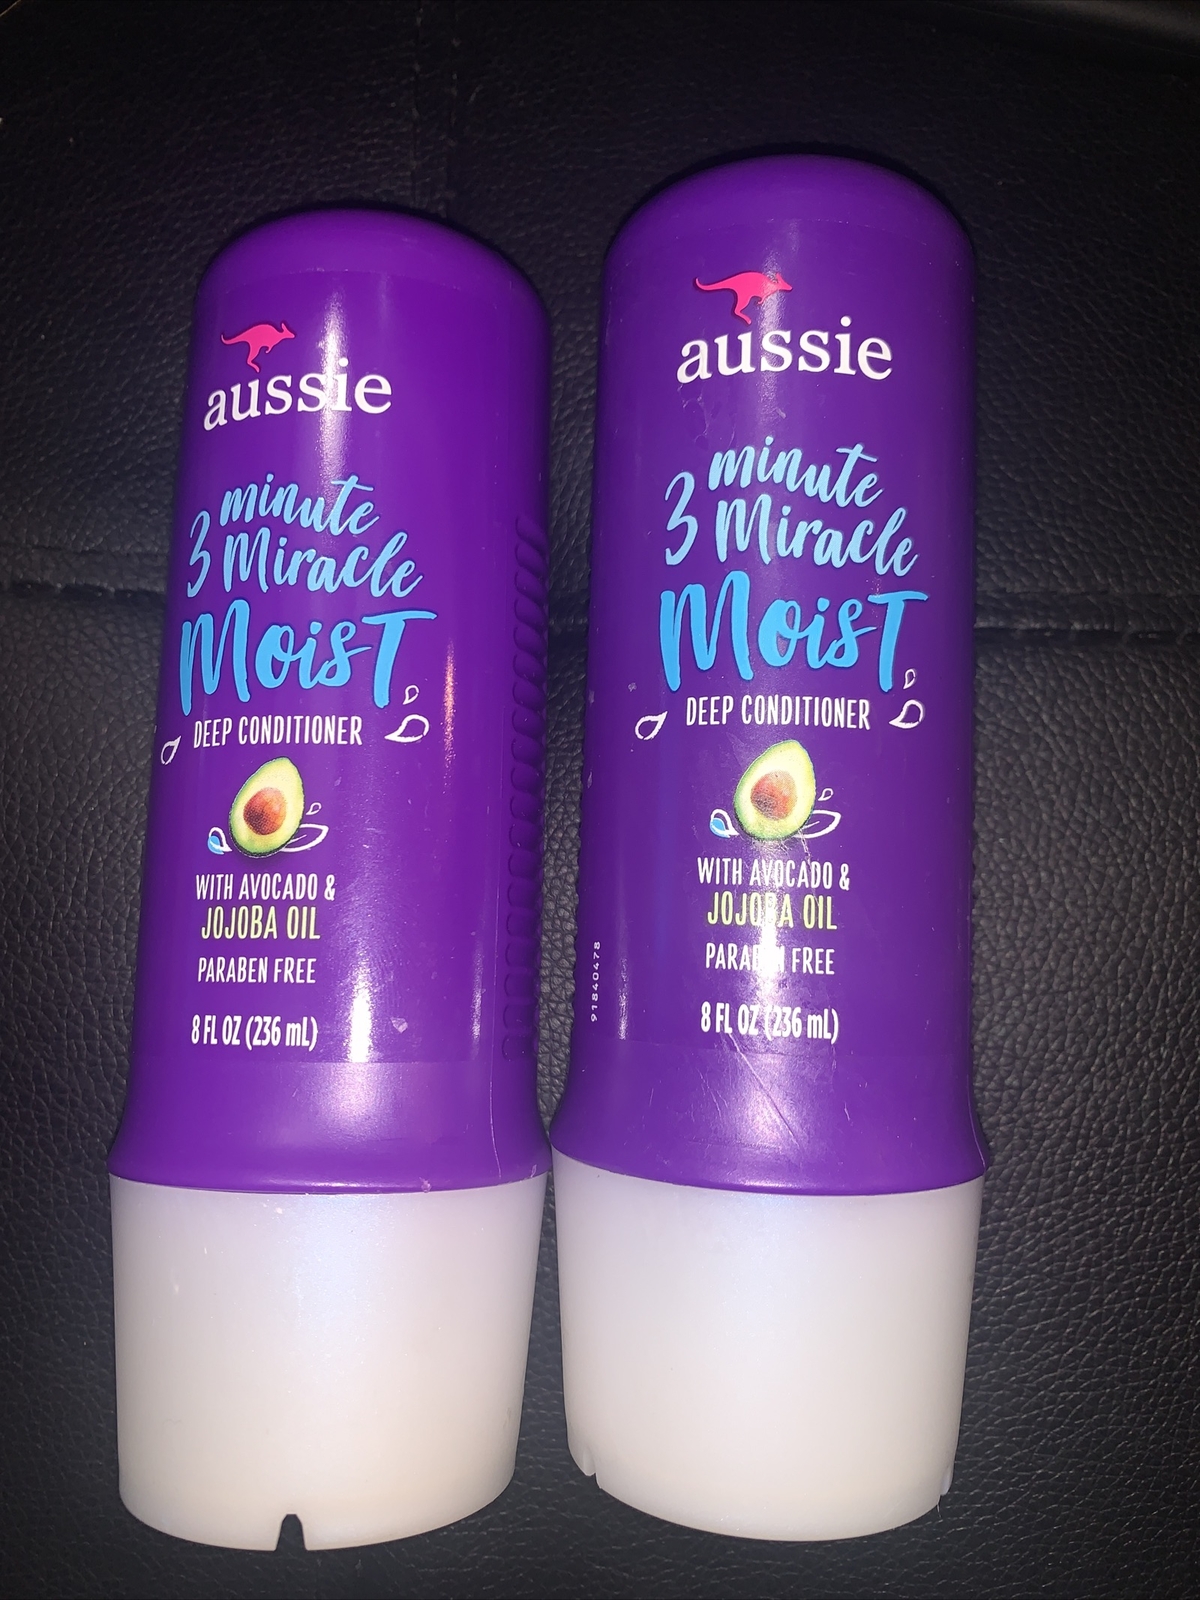 aussie
3 minute
Miracle
Moist
DEEP CONDITIONER
WITH AVOCADO &
JOJOBA OIL
PARABEN FREE
8 FL OZ (236 mL)
aussie
3 minute
Miracle
Moist
DEEP CONDITIONER
WITH AVOCADO &
JOJOBA OIL
PARABEN FREE
8 FL OZ (236 mL)
91840478